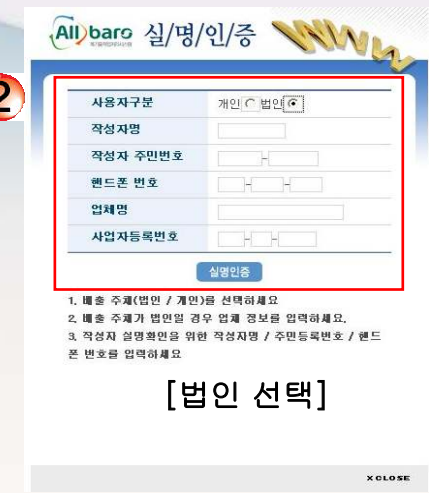 Allbaro 실/명/인/증
WWW
2
사용자구분 개인 법인
작성자명
작성자 주민번호 -
핸드폰 번호 - -
업체명
사업자등록번호 - -
실명인증
1. 배출 주체(법인 / 개인)를 선택하세요
2. 배출 주체가 법인일 경우 업체 정보를 입력하세요.
3. 작성자 실명확인을 위한 작성자명 / 주민등록번호 / 핸드
폰 번호를 입력하세요
[법인 선택]
X CLOSE